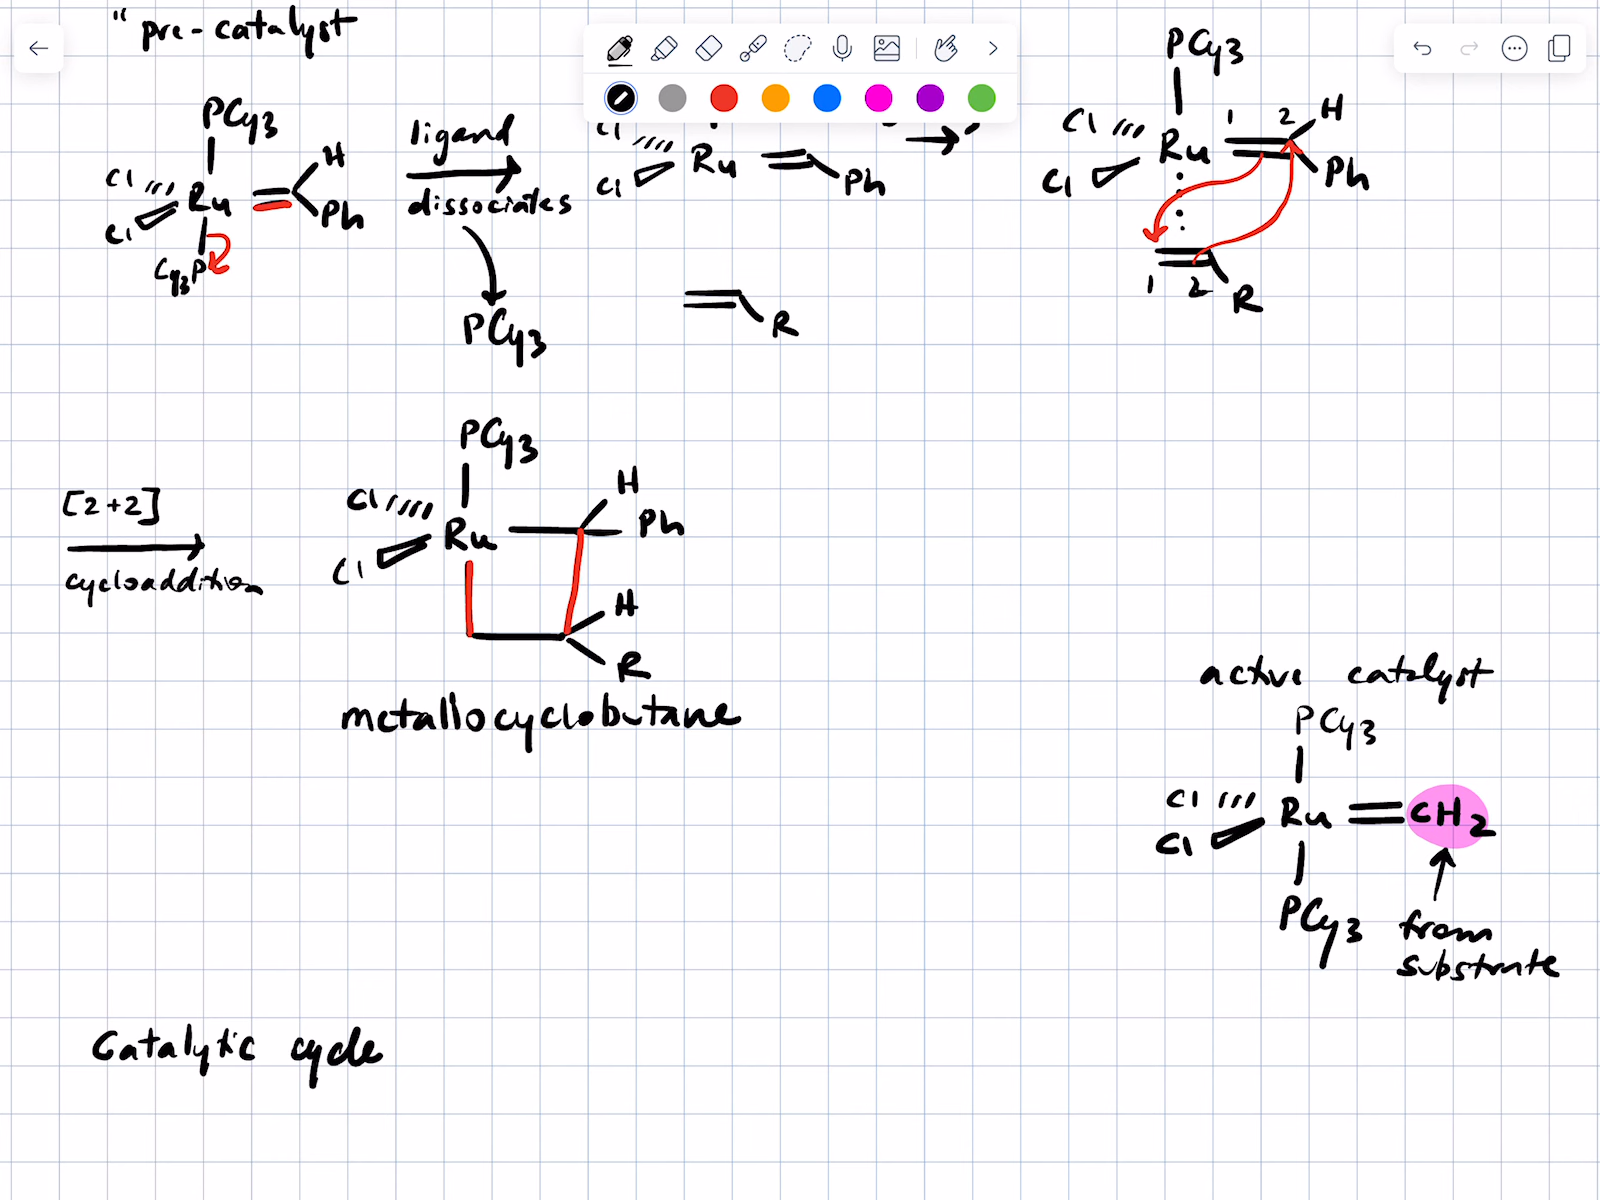 " pre-catalyst
PCy3
Cl
Ru
H
Ph
Cl
Cy3P
ligand
dissociates
PCy3
Cl
Ru
Cl
Ph
R
PCy3
Cl
Ru
1
2
H
Ph
Cl
1
2
R
[2+2]
cycloaddition
PCy3
Cl
Ru
H
Ph
Cl
H
R
metallocyclobutane
active catalyst
PCy3
Cl
Ru
CH2
Cl
PCy3
from
substrate
Catalytic cycle